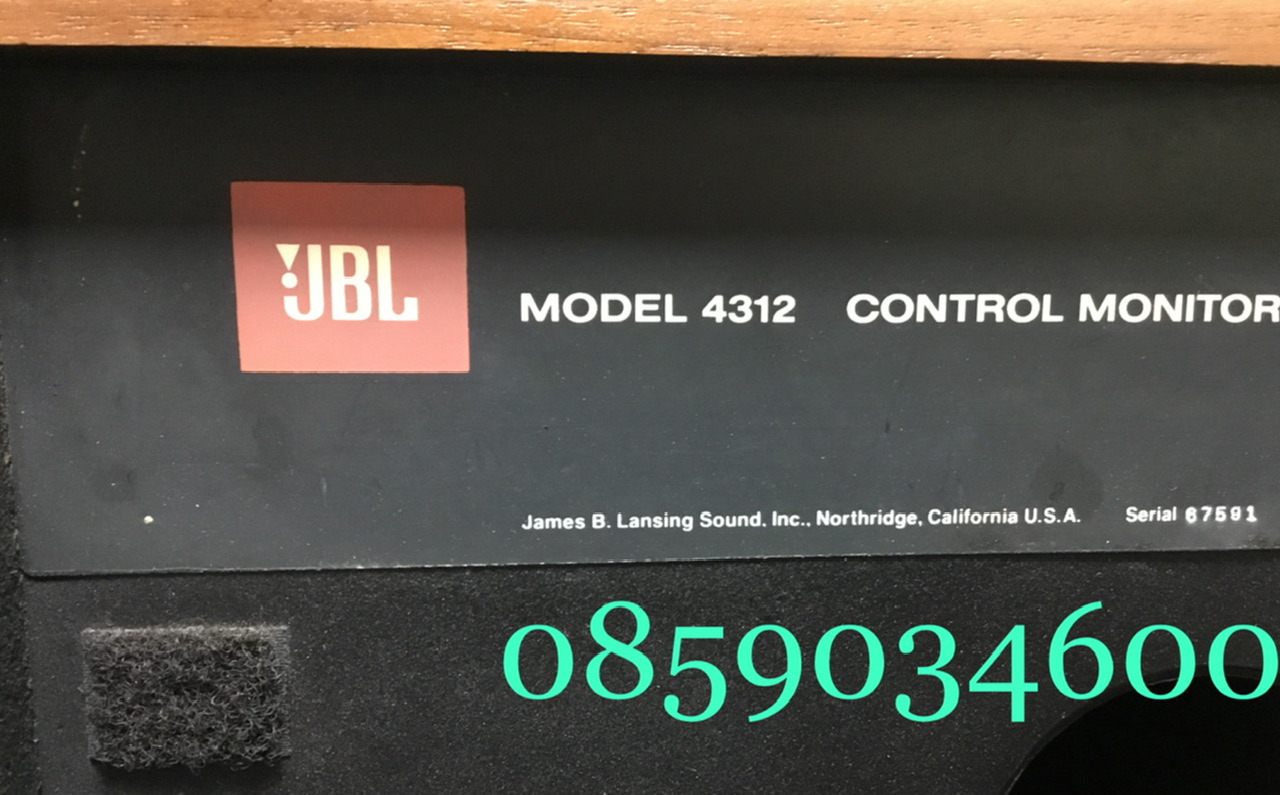 JBL
MODEL 4312 CONTROL MONITOR
James B. Lansing Sound, Inc., Northridge, California U.S.A. Serial 67591
0859034600